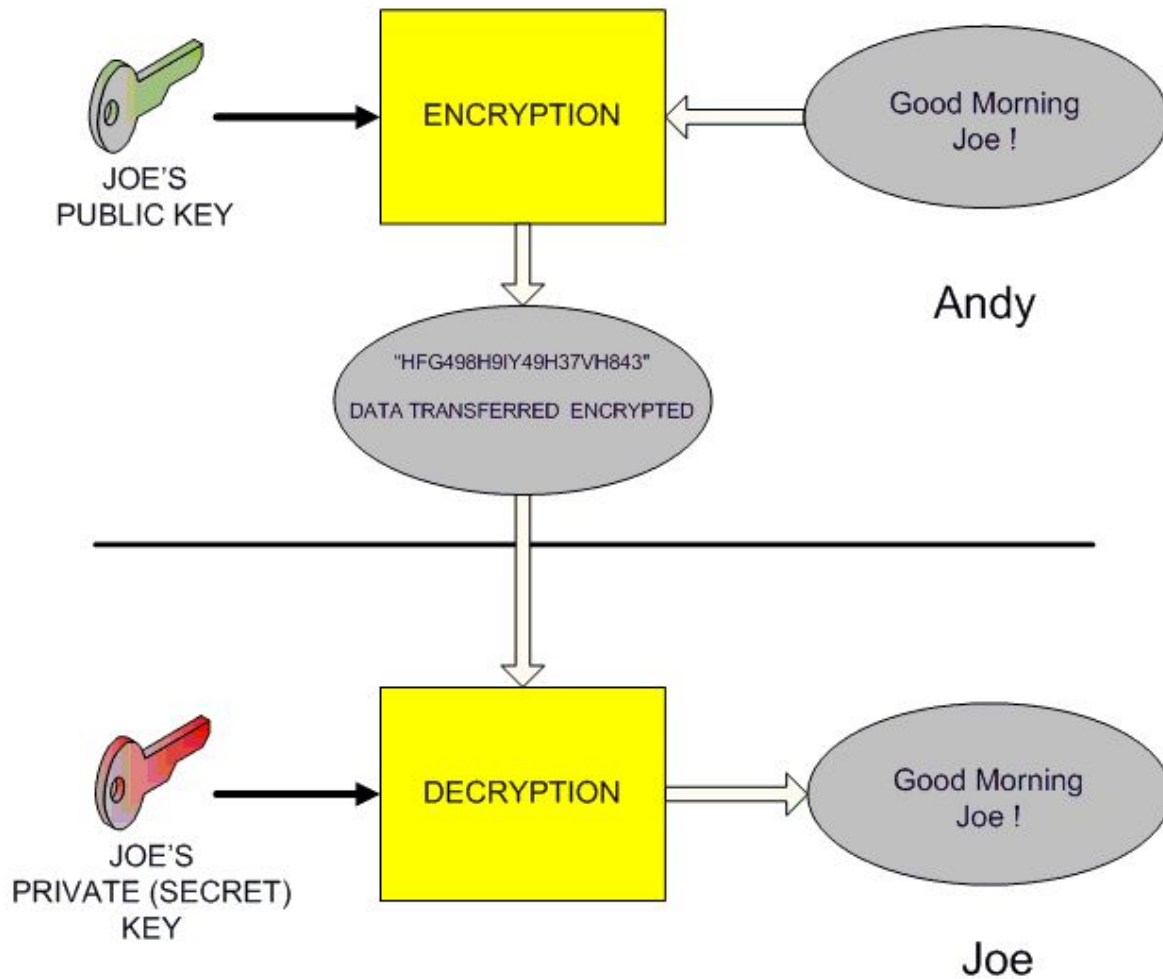 ENCRYPTION
Good Morning
Joe !
JOE'S
PUBLIC KEY
Andy
"HFG498H9IY49H37VH843"
DATA TRANSFERRED ENCRYPTED
DECRYPTION
Good Morning
Joe !
JOE'S
PRIVATE (SECRET)
KEY
Joe